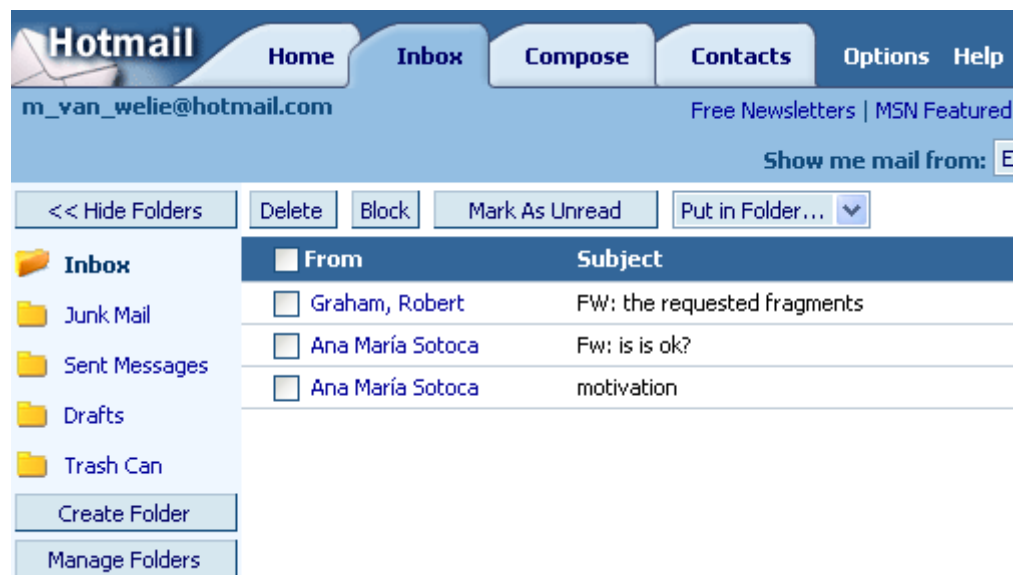 Hotmail Home Inbox Compose Contacts Options Help
m_van_welie@hotmail.com Free Newsletters | MSN Featured
Show me mail from: E
<< Hide Folders Delete Block Mark As Unread Put in Folder...
Inbox From Subject
Junk Mail Graham, Robert FW: the requested fragments
Ana María Sotoca Fw: is is ok?
Sent Messages
Ana María Sotoca motivation
Drafts
Trash Can
Create Folder
Manage Folders